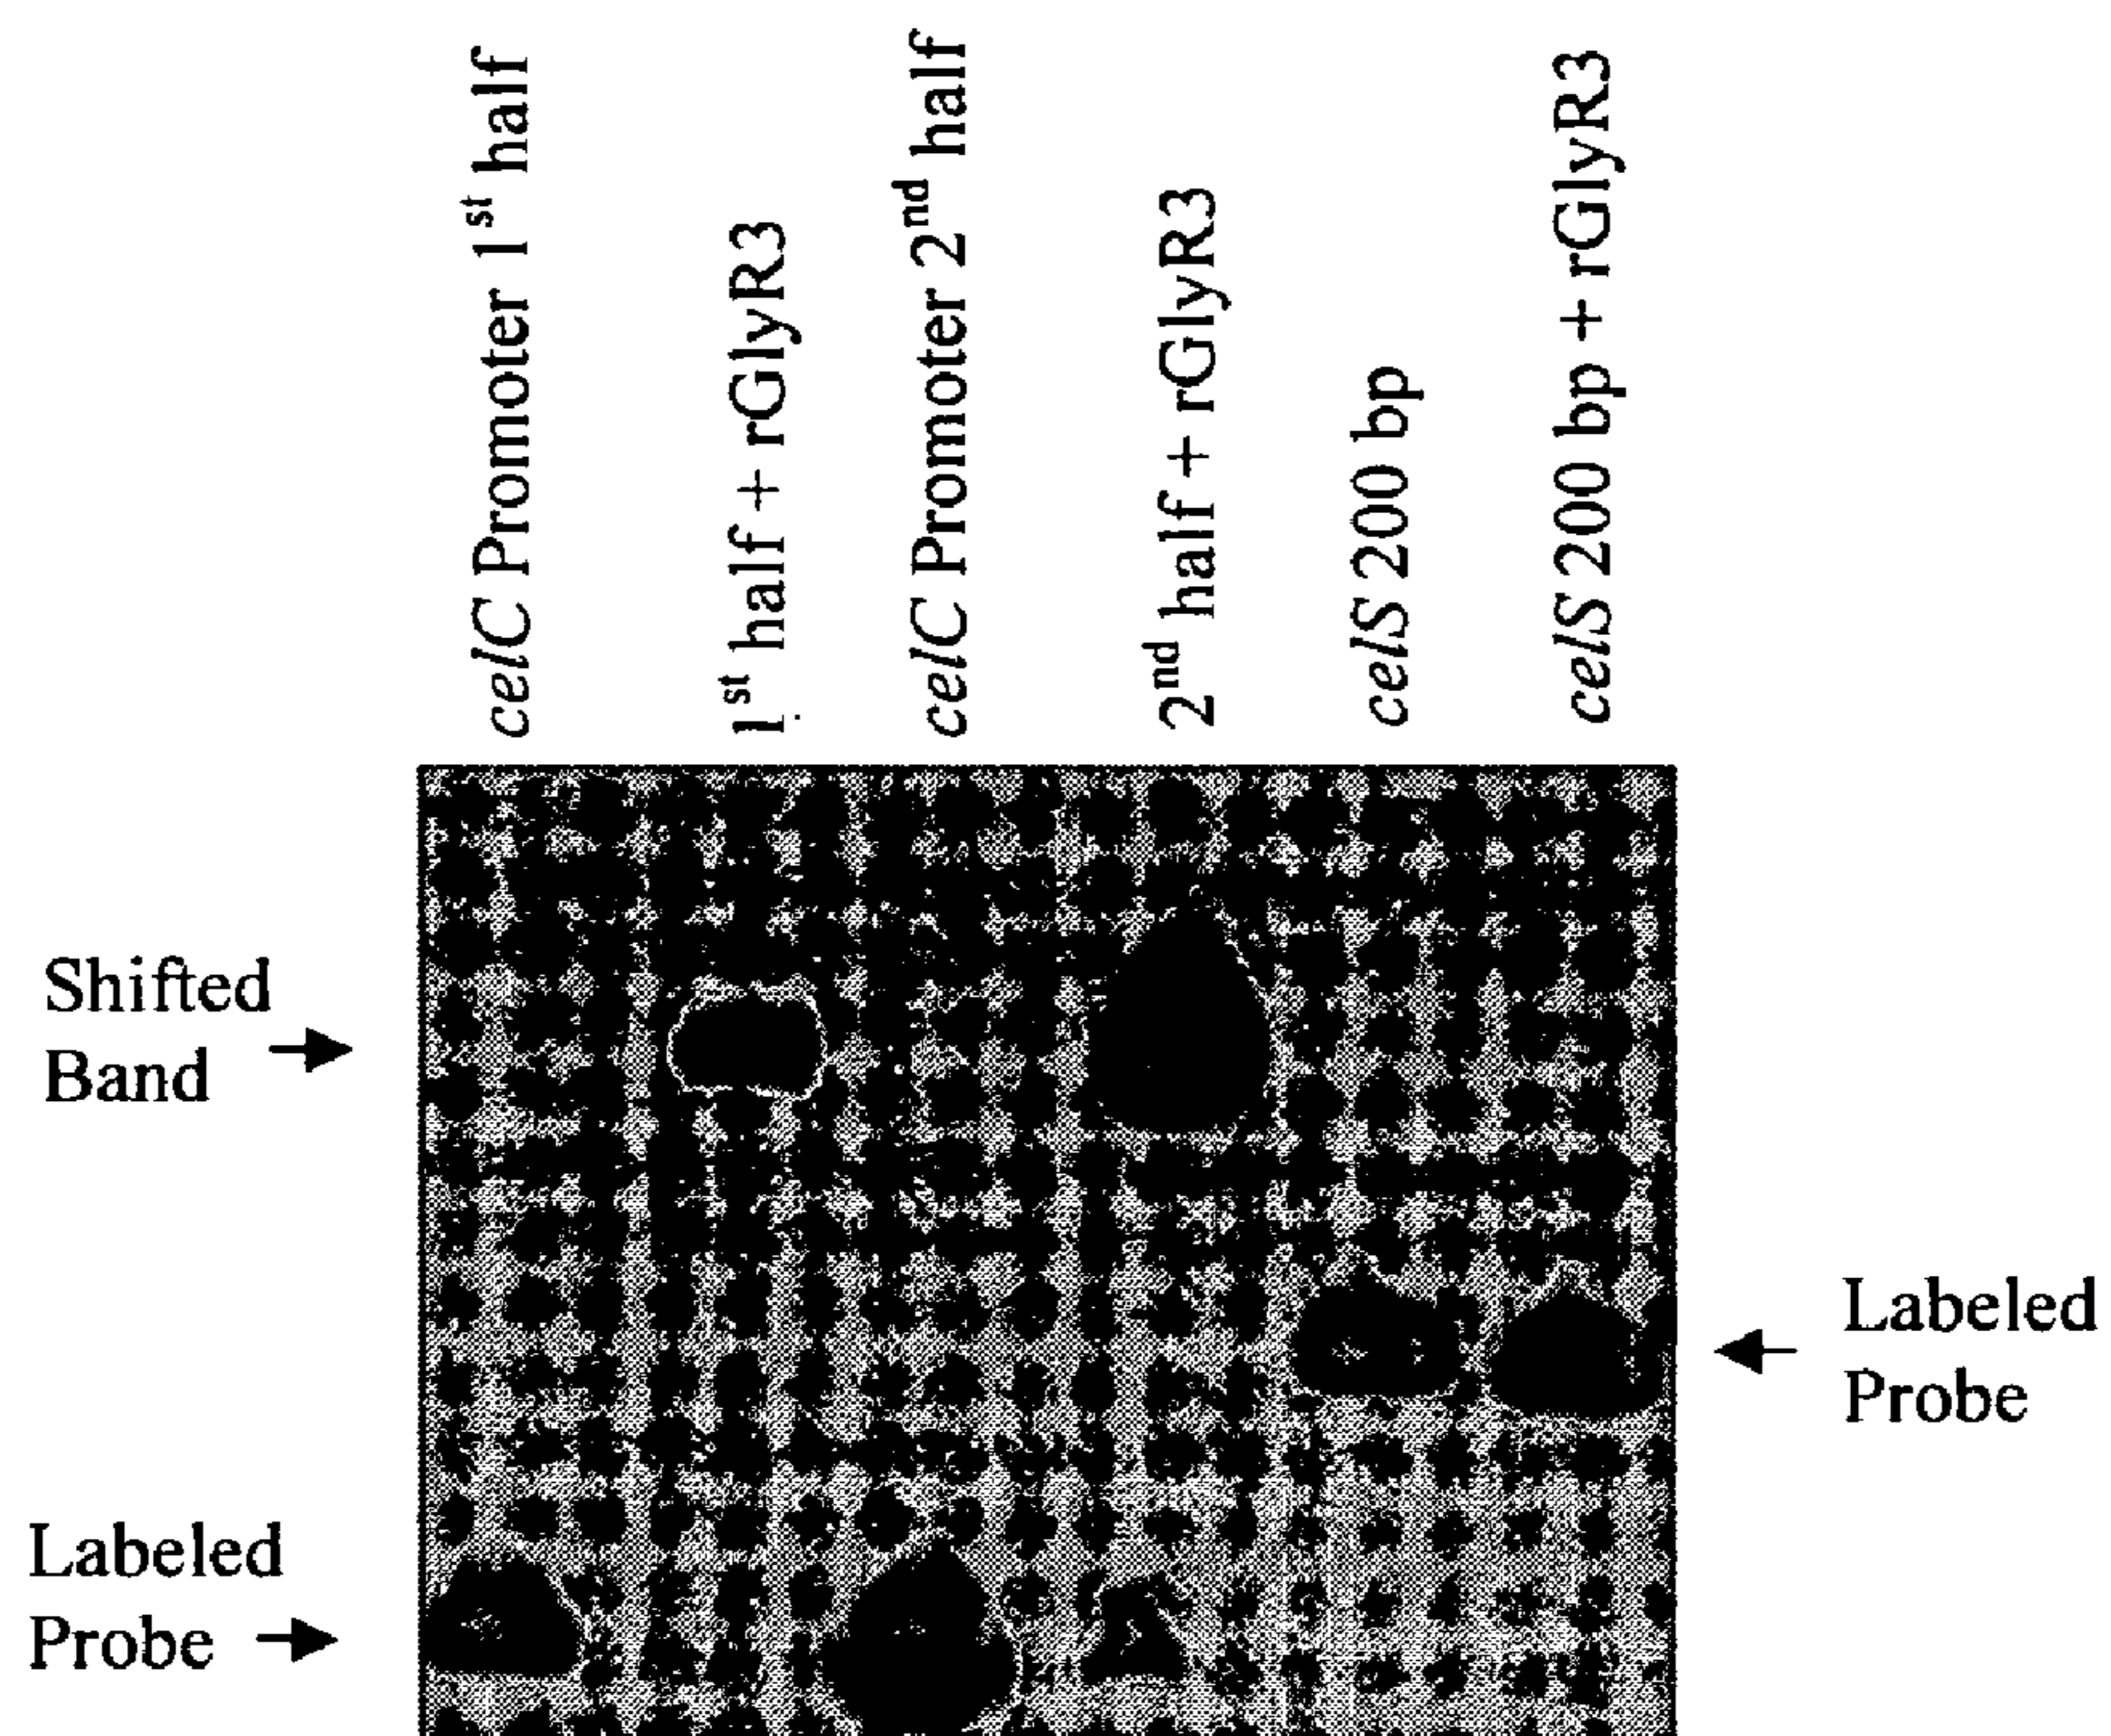 celC Promoter 1st half
1st half + rGlyR3
celC Promoter 2nd half
2nd half + rGlyR3
celS 200 bp
celS 200 bp + rGlyR3
Shifted
Band
Labeled
Probe
Labeled
Probe